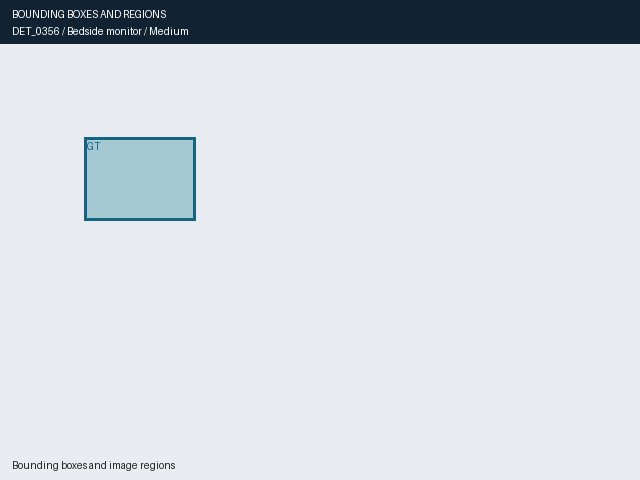 BOUNDING BOXES AND REGIONS
DET_0356 / Bedside monitor / Medium
GT
Bounding boxes and image regions